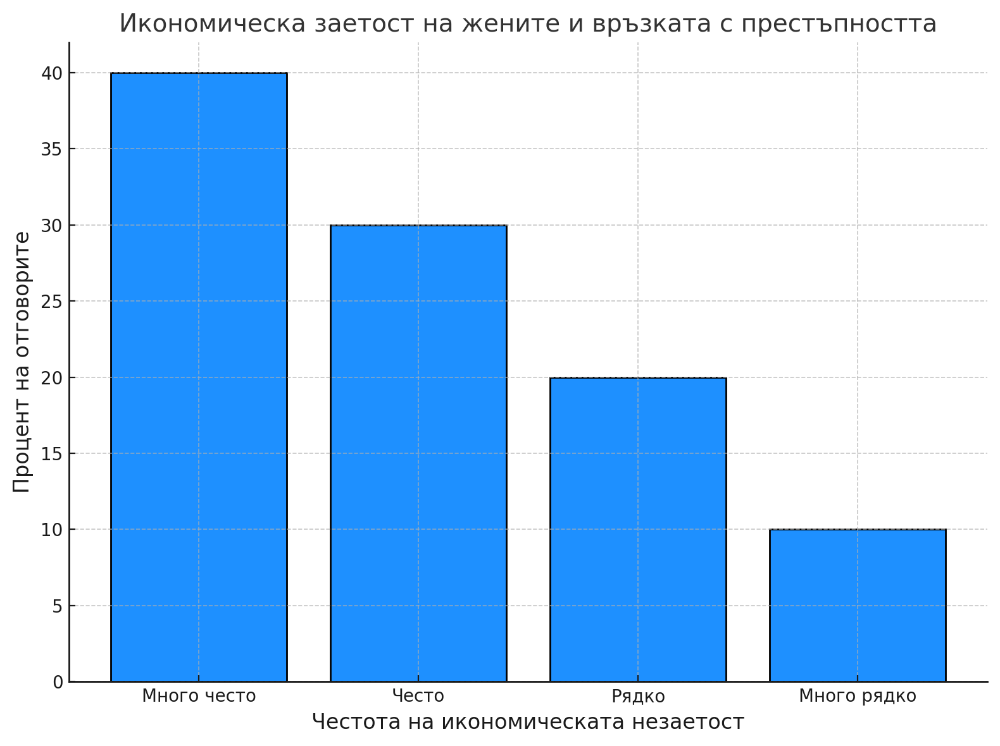 Икономическа заетост на жените и връзката с престъпността
Процент на отговорите
40
35
30
25
20
15
10
5
0
Много често
Често
Рядко
Много рядко
Честота на икономическата незаетост